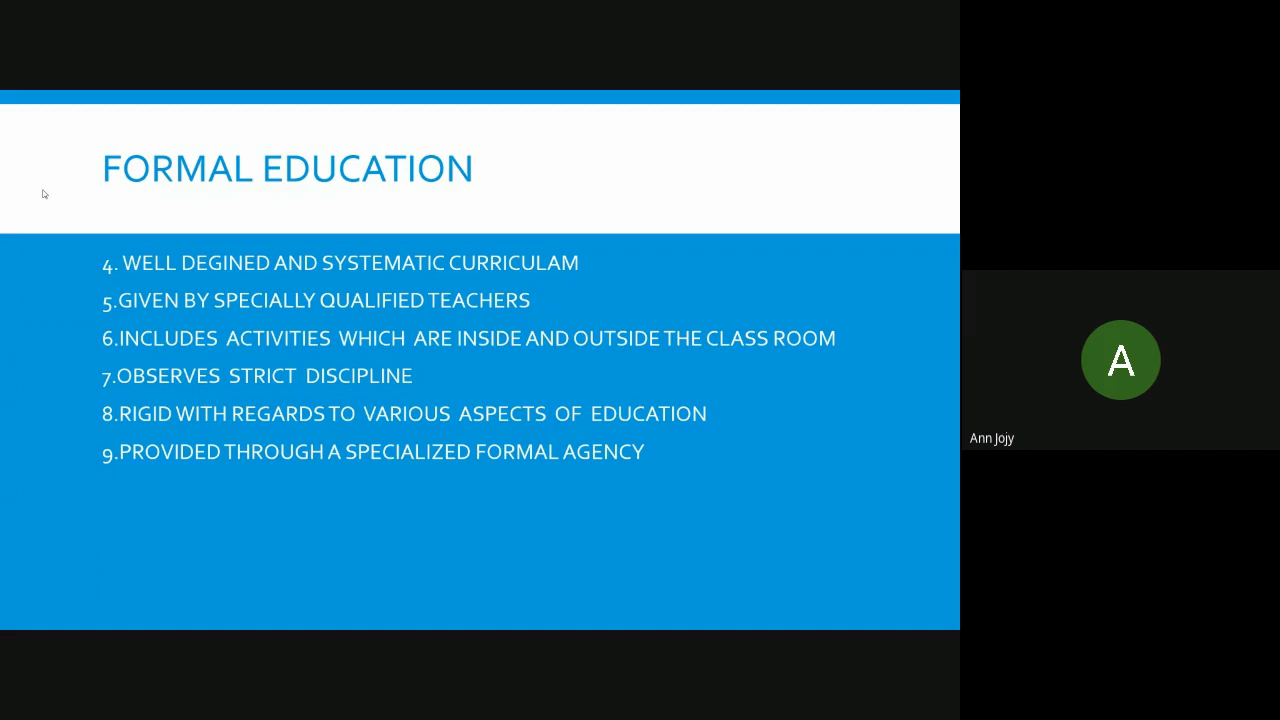 FORMAL EDUCATION
4. WELL DEGINED AND SYSTEMATIC CURRICULAM
5.GIVEN BY SPECIALLY QUALIFIED TEACHERS
6.INCLUDES ACTIVITIES WHICH ARE INSIDE AND OUTSIDE THE CLASS ROOM
7.OBSERVES STRICT DISCIPLINE
8.RIGID WITH REGARDS TO VARIOUS ASPECTS OF EDUCATION
9.PROVIDED THROUGH A SPECIALIZED FORMAL AGENCY
A
Ann Jojy